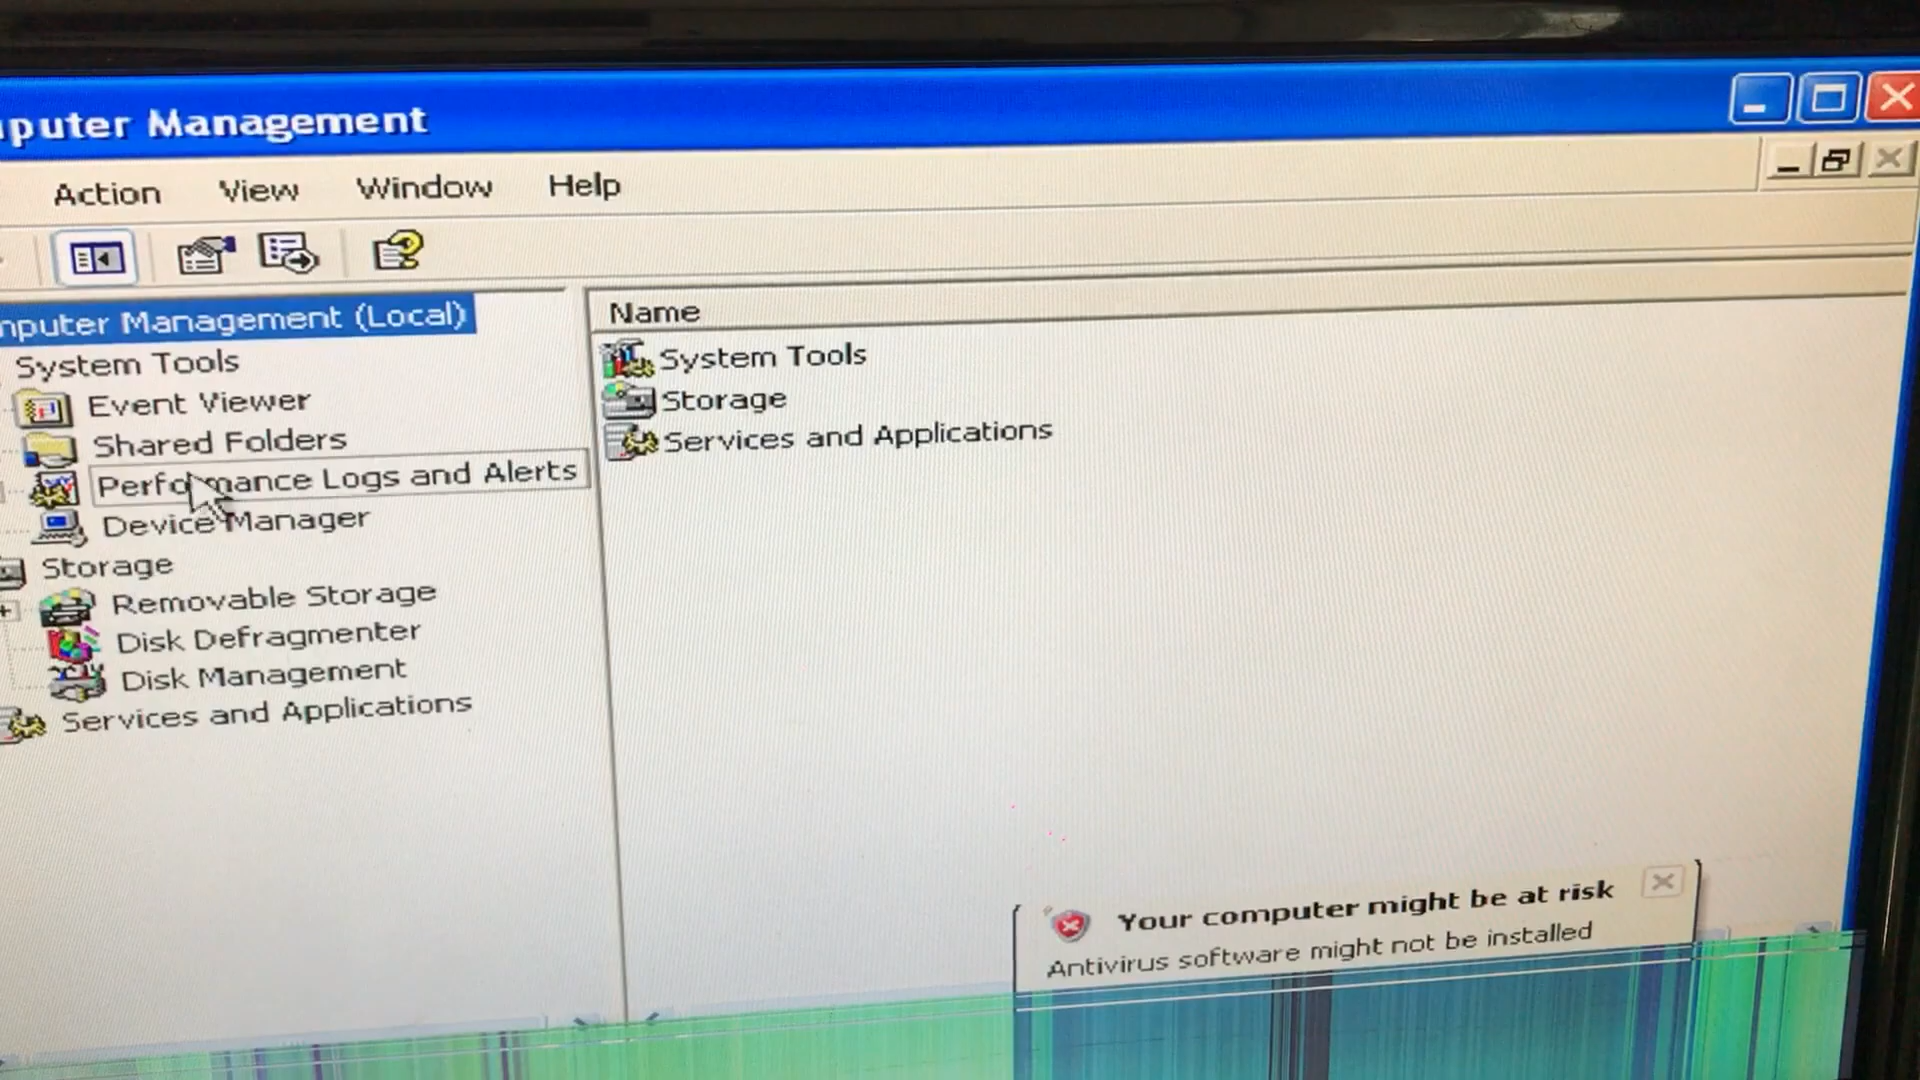 puter Management
Action View Window Help
mputer Management (Local)
System Tools
Event Viewer
Shared Folders
Performance Logs and Alerts
Device Manager
Storage
Removable Storage
Disk Defragmenter
Disk Management
Services and Applications
Name
System Tools
Storage
Services and Applications
Your computer might be at risk
Antivirus software might not be installed